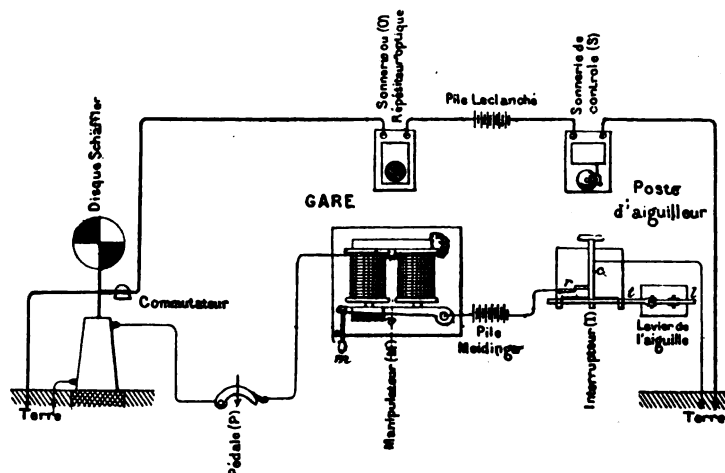 Sonnerie ou (O)
Répétiteur optique
Pile Leclanché
Sonnerie de
contrôle (S)
Disque Schäffler
GARE
Poste
d'aiguilleur
Commutateur
r
a
l
l
Levier de
l'aiguille
m
Pile
Meidinger
Manipulateur (M)
Interrupteur (I)
Pédale (P)
Terre
Terre